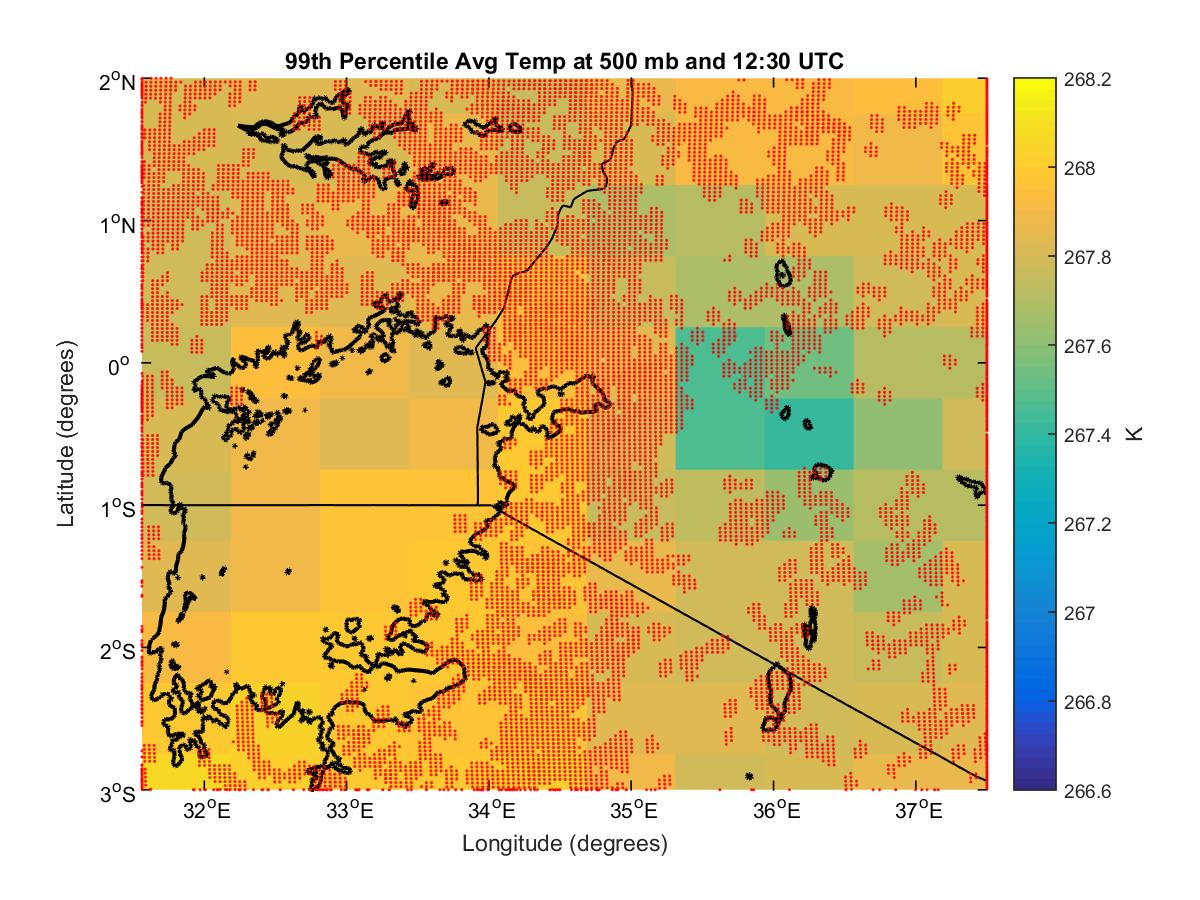 99th Percentile Avg Temp at 500 mb and 12:30 UTC
2°N
1°N
0°
1°S
2°S
3°S
Latitude (degrees)
32°E 33°E 34°E 35°E 36°E 37°E
Longitude (degrees)
268.2
268
267.8
267.6
267.4
267.2
267
266.8
266.6
K